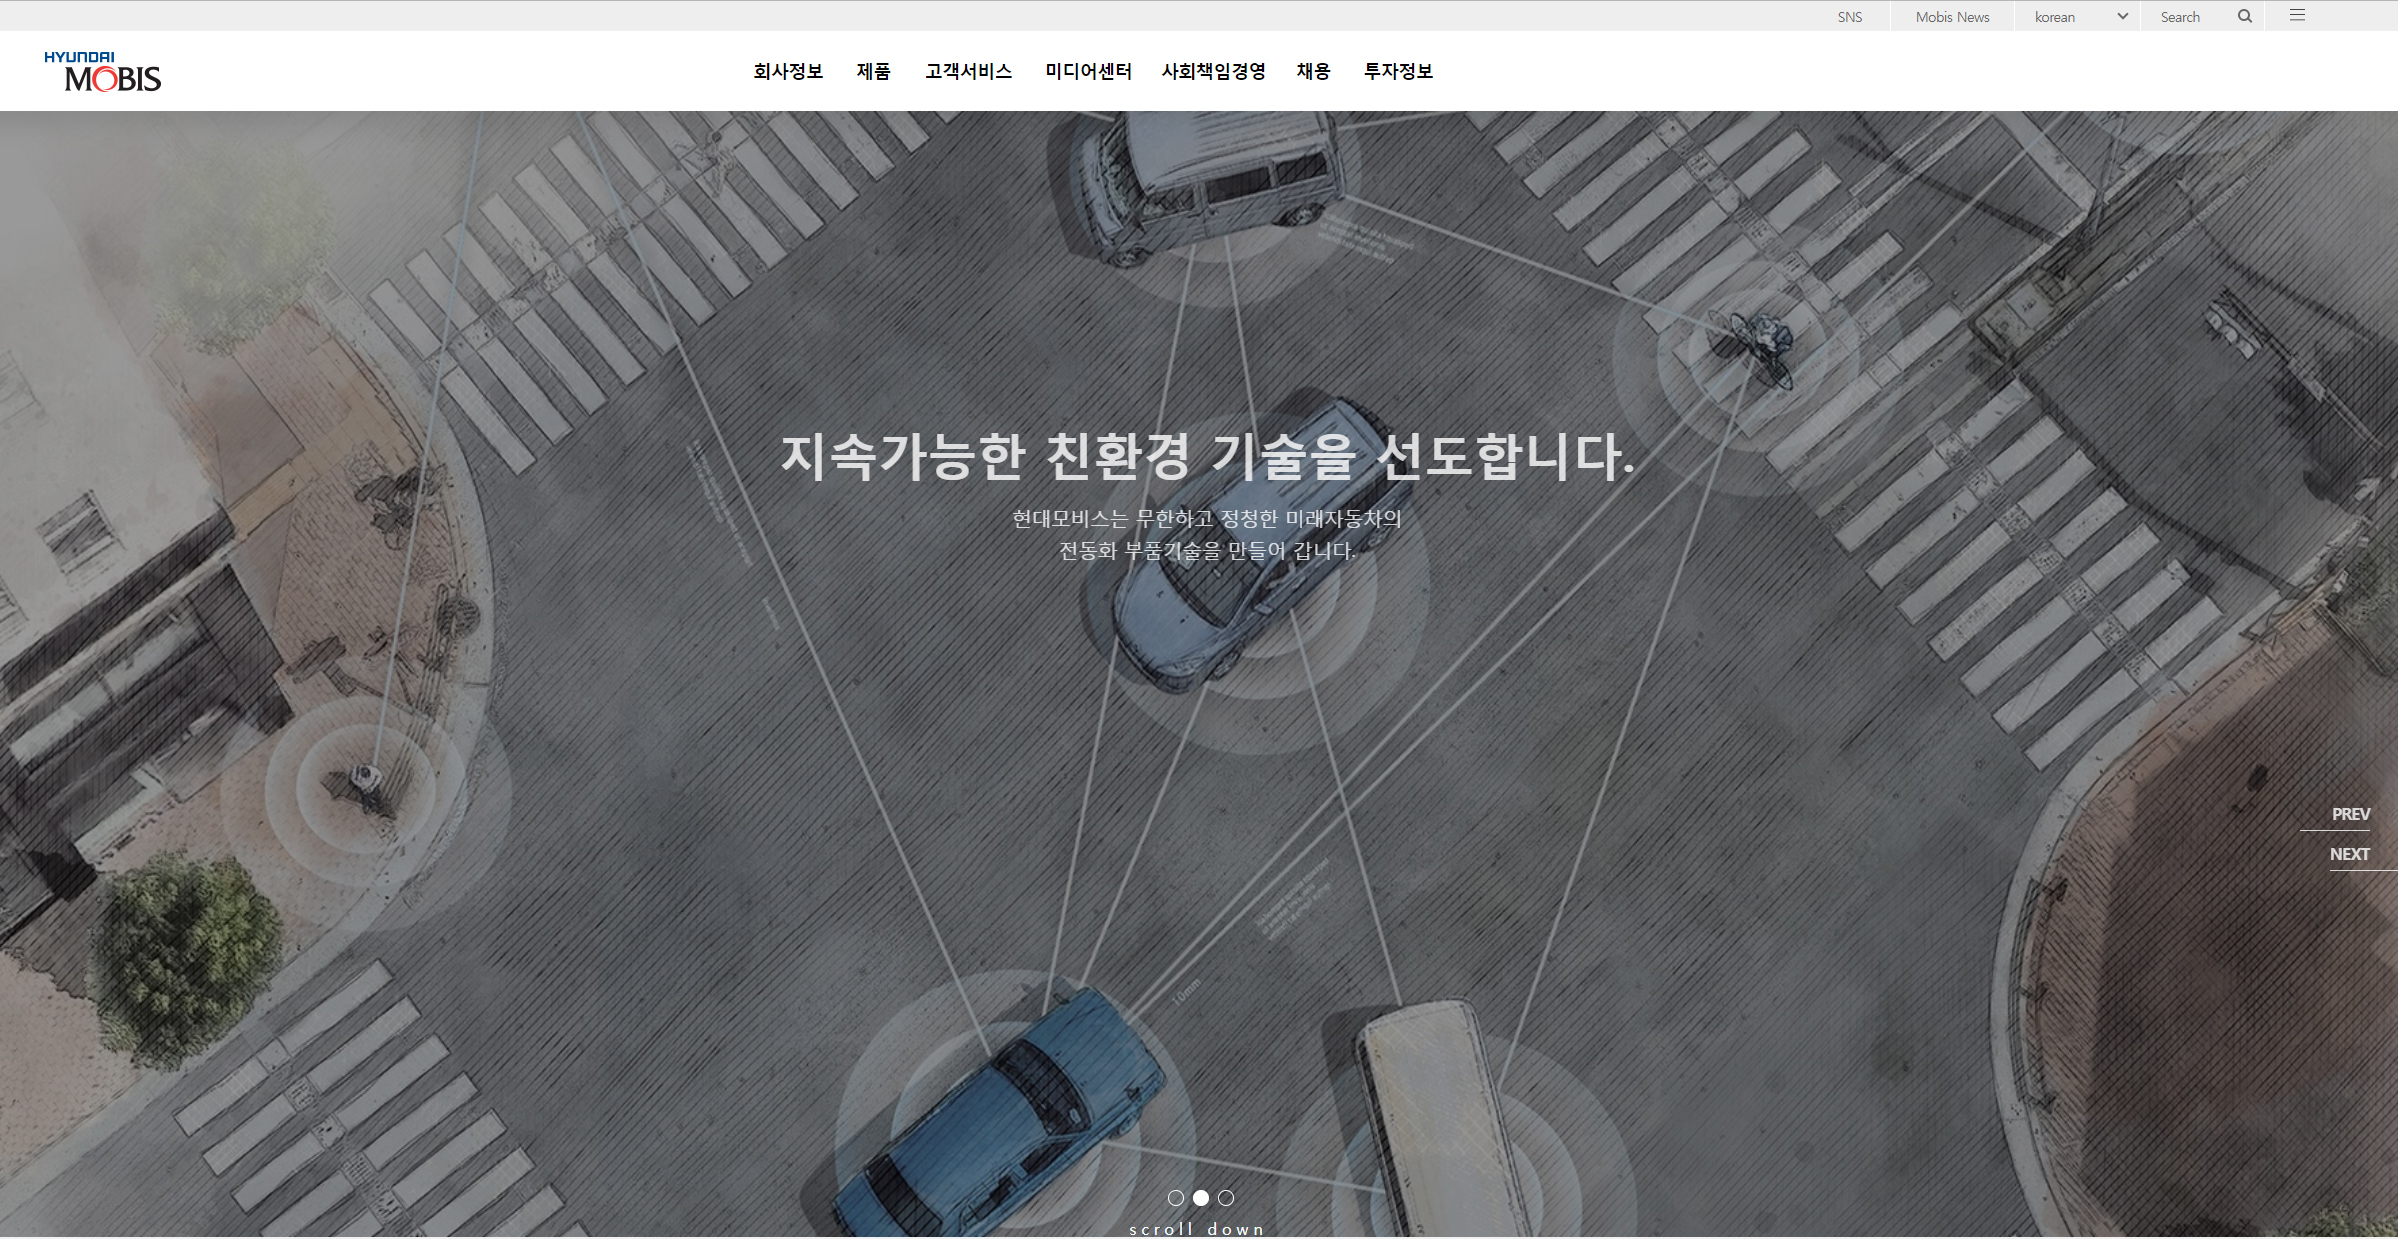 SNS
Mobis News
korean
Search
HYUNDAI
MOBIS
회사정보
제품
고객서비스
미디어센터
사회책임경영
채용
투자정보
지속가능한 친환경 기술을 선도합니다.
현대모비스는 무한하고 정청한 미래자동차의
전동화 부품기술을 만들어 갑니다.
PREV
NEXT
10mm
scroll down